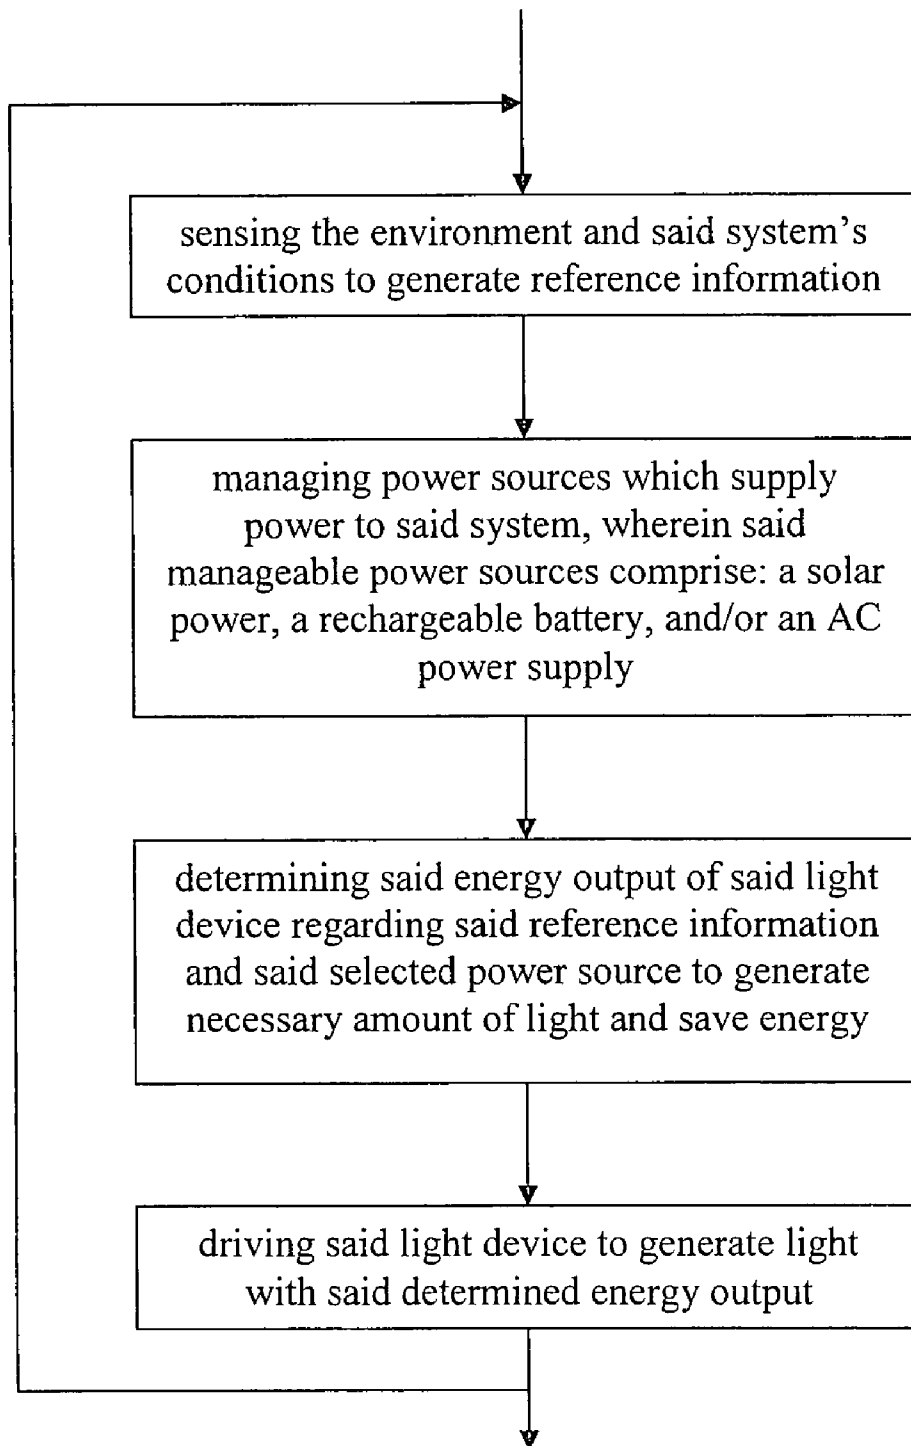 sensing the environment and said system’s
conditions to generate reference information
managing power sources which supply
power to said system, wherein said
manageable power sources comprise: a solar
power, a rechargeable battery, and/or an AC
power supply
determining said energy output of said light
device regarding said reference information
and said selected power source to generate
necessary amount of light and save energy
driving said light device to generate light
with said determined energy output